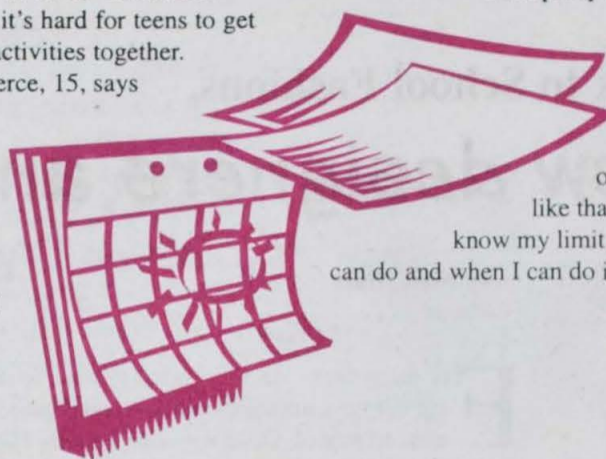 it's hard for teens to get
activities together.
erce, 15, says
o
like tha
know my limit
can do and when I can do i